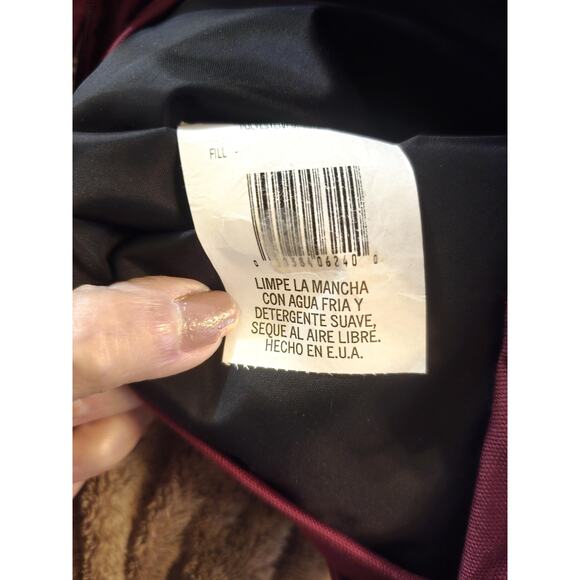 FILL -
LIMPE LA MANCHA
CON AGUA FRIA Y
DETERGENTE SUAVE,
SEQUE AL AIRE LIBRE.
HECHO EN E.U.A.